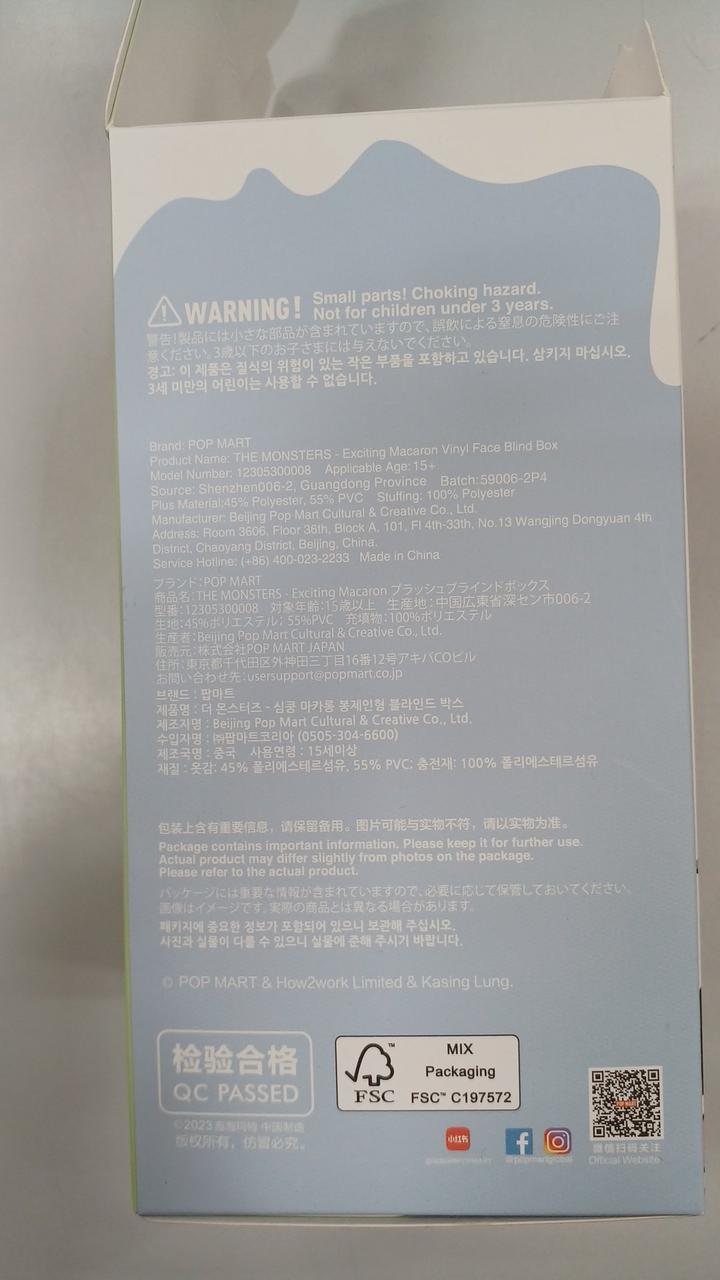 WARNING! Small parts! Choking hazard.
Not for children under 3 years.
警告!製品には小さな部品が含まれていますので、誤飲による窒息の危険性にご注
意ください。3歳以下のお子さまには与えないでください。
경고: 이 제품은 질식의 위험이 있는 작은 부품을 포함하고 있습니다. 삼키지 마십시오.
3세 미만의 어린이는 사용할 수 없습니다.
Brand: POP MART
Product Name: THE MONSTERS - Exciting Macaron Vinyl Face Blind Box
Model Number: 12305300008 Applicable Age: 15+
Source: Shenzhen006-2, Guangdong Province Batch:59006-2P4
Plus Material:45% Polyester, 55% PVC Stuffing: 100% Polyester
Manufacturer: Beijing Pop Mart Cultural & Creative Co., Ltd.
Address: Room 3606, Floor 36th, Block A, 101, Fl 4th-33th, No.13 Wangjing Dongyuan 4th
District, Chaoyang District, Beijing, China.
Service Hotline: (+86) 400-023-2233 Made in China
ブランド:POP MART
商品名:THE MONSTERS - Exciting Macaron プラッシュブラインドボックス
型番:12305300008 対象年齢:15歳以上 生産地:中国広東省深セン市006-2
生地:45%ポリエステル; 55%PVC 充填物:100%ポリエステル
生産者:Beijing Pop Mart Cultural & Creative Co., Ltd.
販売元:株式会社POP MART JAPAN
住所:東京都千代田区外神田三丁目16番12号アキバCOビル
お問い合わせ先:usersupport@popmart.co.jp
브랜드 : 팝마트
제품명 : 더 몬스터즈 - 심쿵 마카롱 봉제인형 블라인드 박스
제조자명 : Beijing Pop Mart Cultural & Creative Co., Ltd.
수입자명 : ㈜팝마트코리아 (0505-304-6600)
제조국명 : 중국 사용연령 : 15세이상
재질 : 옷감: 45% 폴리에스테르섬유, 55% PVC; 충전재: 100% 폴리에스테르섬유
包装上含有重要信息，请保留备用。图片可能与实物不符，请以实物为准。
Package contains important information. Please keep it for further use.
Actual product may differ slightly from photos on the package.
Please refer to the actual product.
パッケージには重要な情報が含まれていますので、必要に応じて保管しておいてください。
画像はイメージです。実際の商品とは異なる場合があります。
패키지에 중요한 정보가 포함되어 있으니 보관해 주십시오.
사진과 실물이 다를 수 있으니 실물에 준해 주시기 바랍니다.
© POP MART & How2work Limited & Kasing Lung.
检验合格
QC PASSED
©2023 泡泡玛特 中国制造
版权所有，仿冒必究。
FSC™
MIX
Packaging
FSC™ C197572
小红书
@popmartglobal
POP MART
微信扫码关注
Official Website